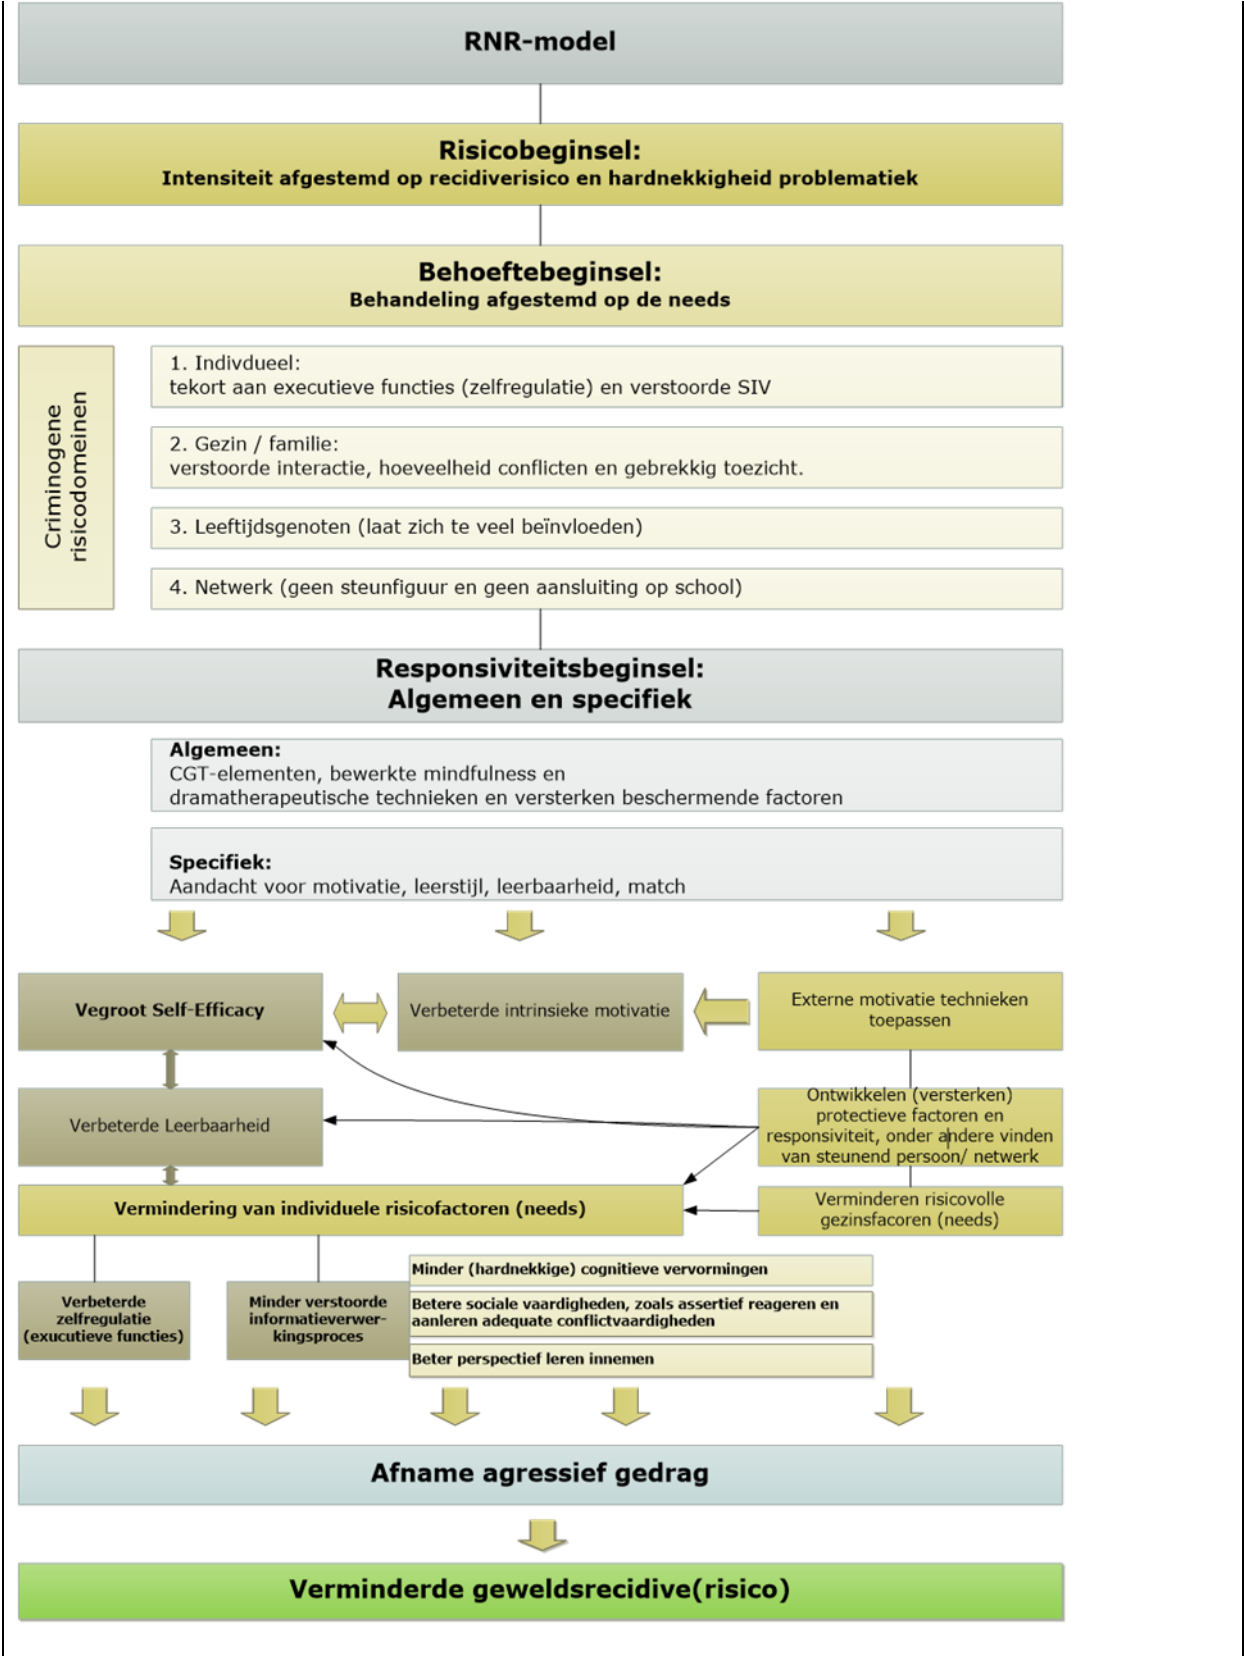 RNR-model
Risicobeginsel:
Intensiteit afgestemd op recidiverisico en hardnekkigheid problematiek
Behoeftebeginsel:
Behandeling afgestemd op de needs
Criminogene
risicodomeinen
1. Indivdueel:
tekort aan executieve functies (zelfregulatie) en verstoorde SIV
2. Gezin / familie:
verstoorde interactie, hoeveelheid conflicten en gebrekkig toezicht.
3. Leeftijdsgenoten (laat zich te veel beïnvloeden)
4. Netwerk (geen steunfiguur en geen aansluiting op school)
Responsiviteitsbeginsel:
Algemeen en specifiek
Algemeen:
CGT-elementen, bewerkte mindfulness en
dramatherapeutische technieken en versterken beschermende factoren
Specifiek:
Aandacht voor motivatie, leerstijl, leerbaarheid, match
Vegroot Self-Efficacy
Verbeterde intrinsieke motivatie
Externe motivatie technieken
toepassen
Verbeterde Leerbaarheid
Ontwikkelen (versterken)
protectieve factoren en
responsiviteit, onder andere vinden
van steunend persoon/ netwerk
Vermindering van individuele risicofactoren (needs)
Verminderen risicovolle
gezinsfacoren (needs)
Verbeterde
zelfregulatie
(exucutieve functies)
Minder verstoorde
informatieverwer-
kingsproces
Minder (hardnekkige) cognitieve vervormingen
Betere sociale vaardigheden, zoals assertief reageren en
aanleren adequate conflictvaardigheden
Beter perspectief leren innemen
Afname agressief gedrag
Verminderde geweldsrecidive(risico)